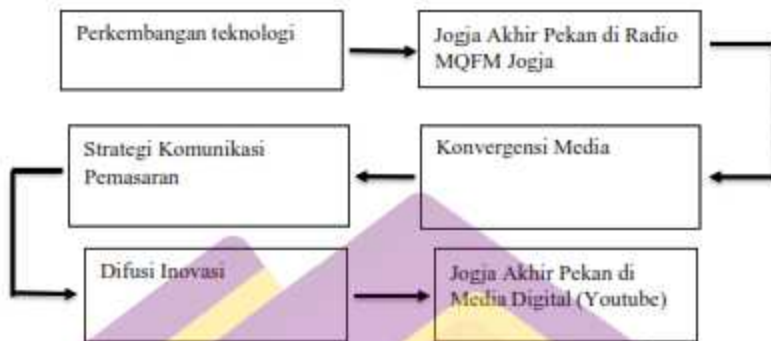 Perkembangan teknologi
Jogja Akhir Pekan di Radio
MQFM Jogja
Konvergensi Media
Strategi Komunikasi
Pemasaran
Difusi Inovasi
Jogja Akhir Pekan di
Media Digital (Youtube)